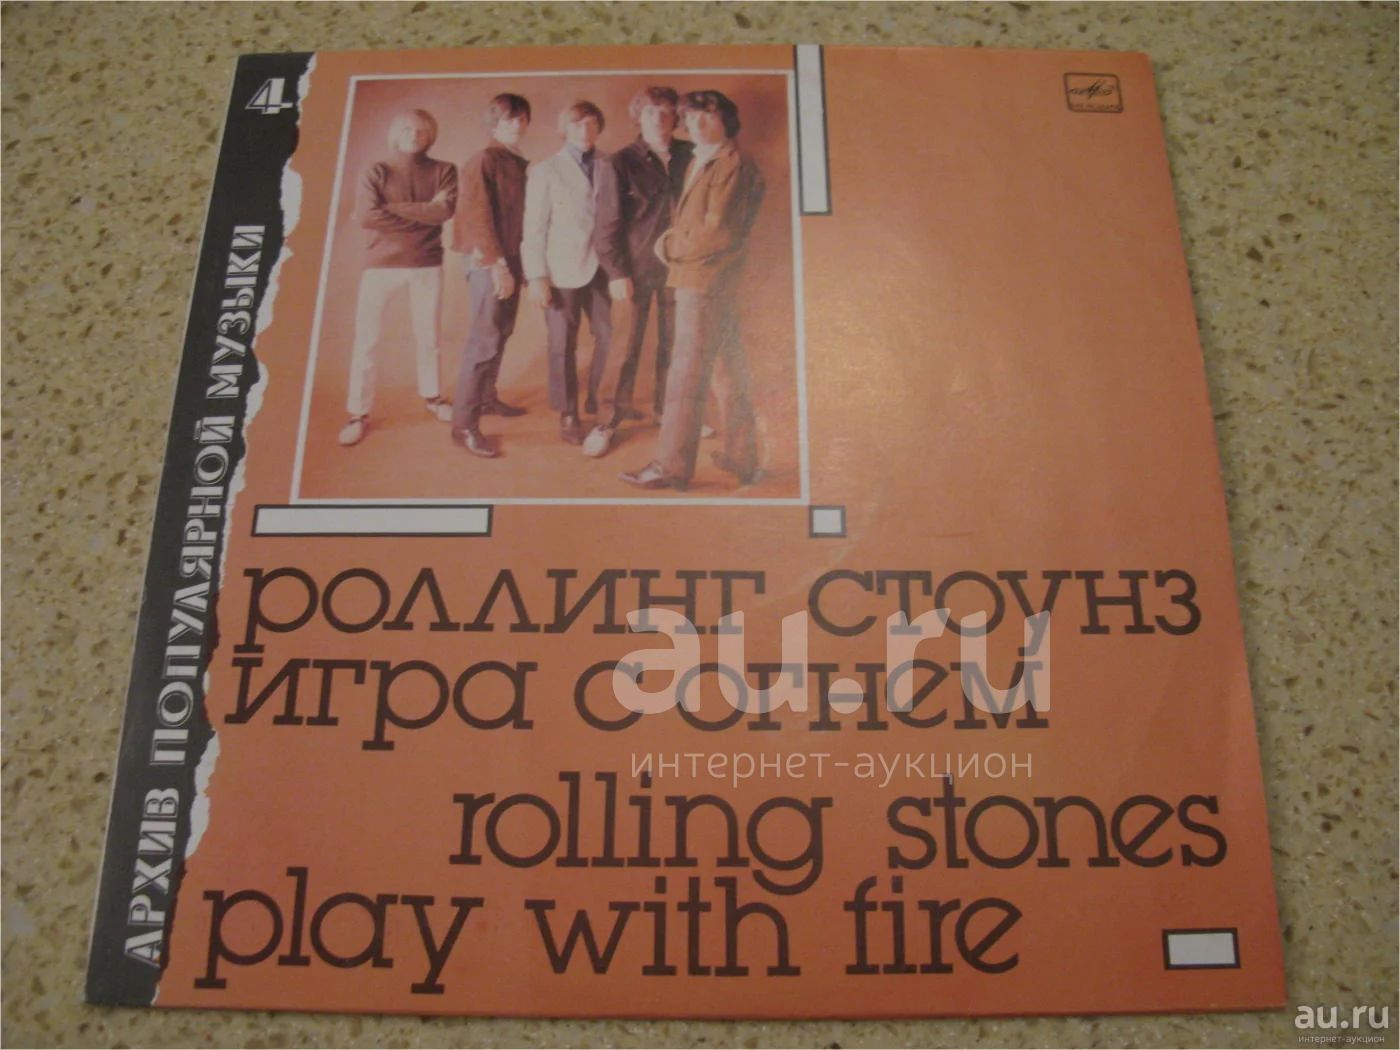 4
АРХИВ ПОПУЛЯРНОЙ МУЗЫКИ
роллинг стоунз
игра с огнем
rolling stones
play with fire
au.ru
интернет-аукцион
au.ru
интернет-аукцион